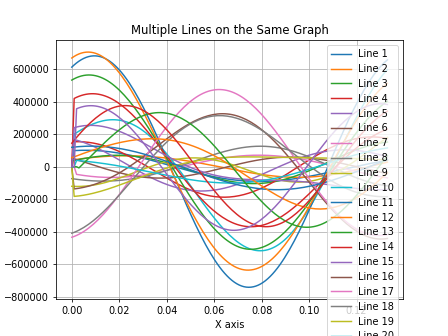 Multiple Lines on the Same Graph
600000
400000
200000
0
−200000
−400000
−600000
−800000
0.00
0.02
0.04
0.06
0.08
0.10
X axis
Line 1
Line 2
Line 3
Line 4
Line 5
Line 6
Line 7
Line 8
Line 9
Line 10
Line 11
Line 12
Line 13
Line 14
Line 15
Line 16
Line 17
Line 18
Line 19
Line 20